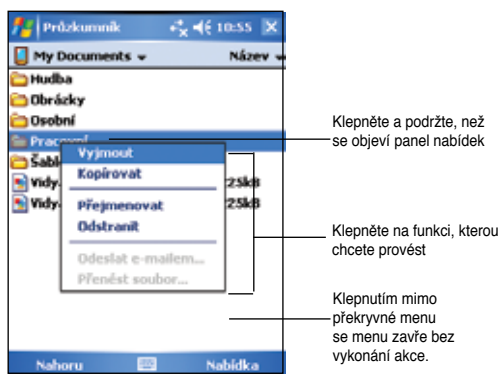 Průzkumník 10:55
My Documents Název
Hudba
Obrázky
Osobní
Pracovní
Šabl
Vidy. 25kB
Vidy. 25kB
Vyjmout
Kopírovat
Přejmenovat
Odstranit
Odeslat e-mailem...
Přenést soubor...
Nahoru Nabídka
Klepněte a podržte, než
se objeví panel nabídek
Klepněte na funkci, kterou
chcete provést
Klepnutím mimo
překryvné menu
se menu zavře bez
vykonání akce.